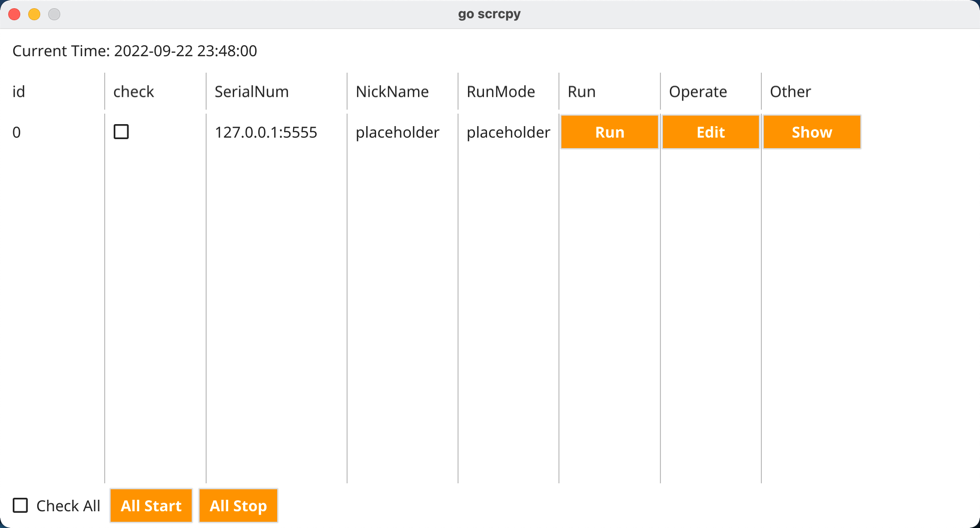 go scrcpy
Current Time: 2022-09-22 23:48:00
id check SerialNum NickName RunMode Run Operate Other
0 127.0.0.1:5555 placeholder placeholder Run Edit Show
Check All All Start All Stop